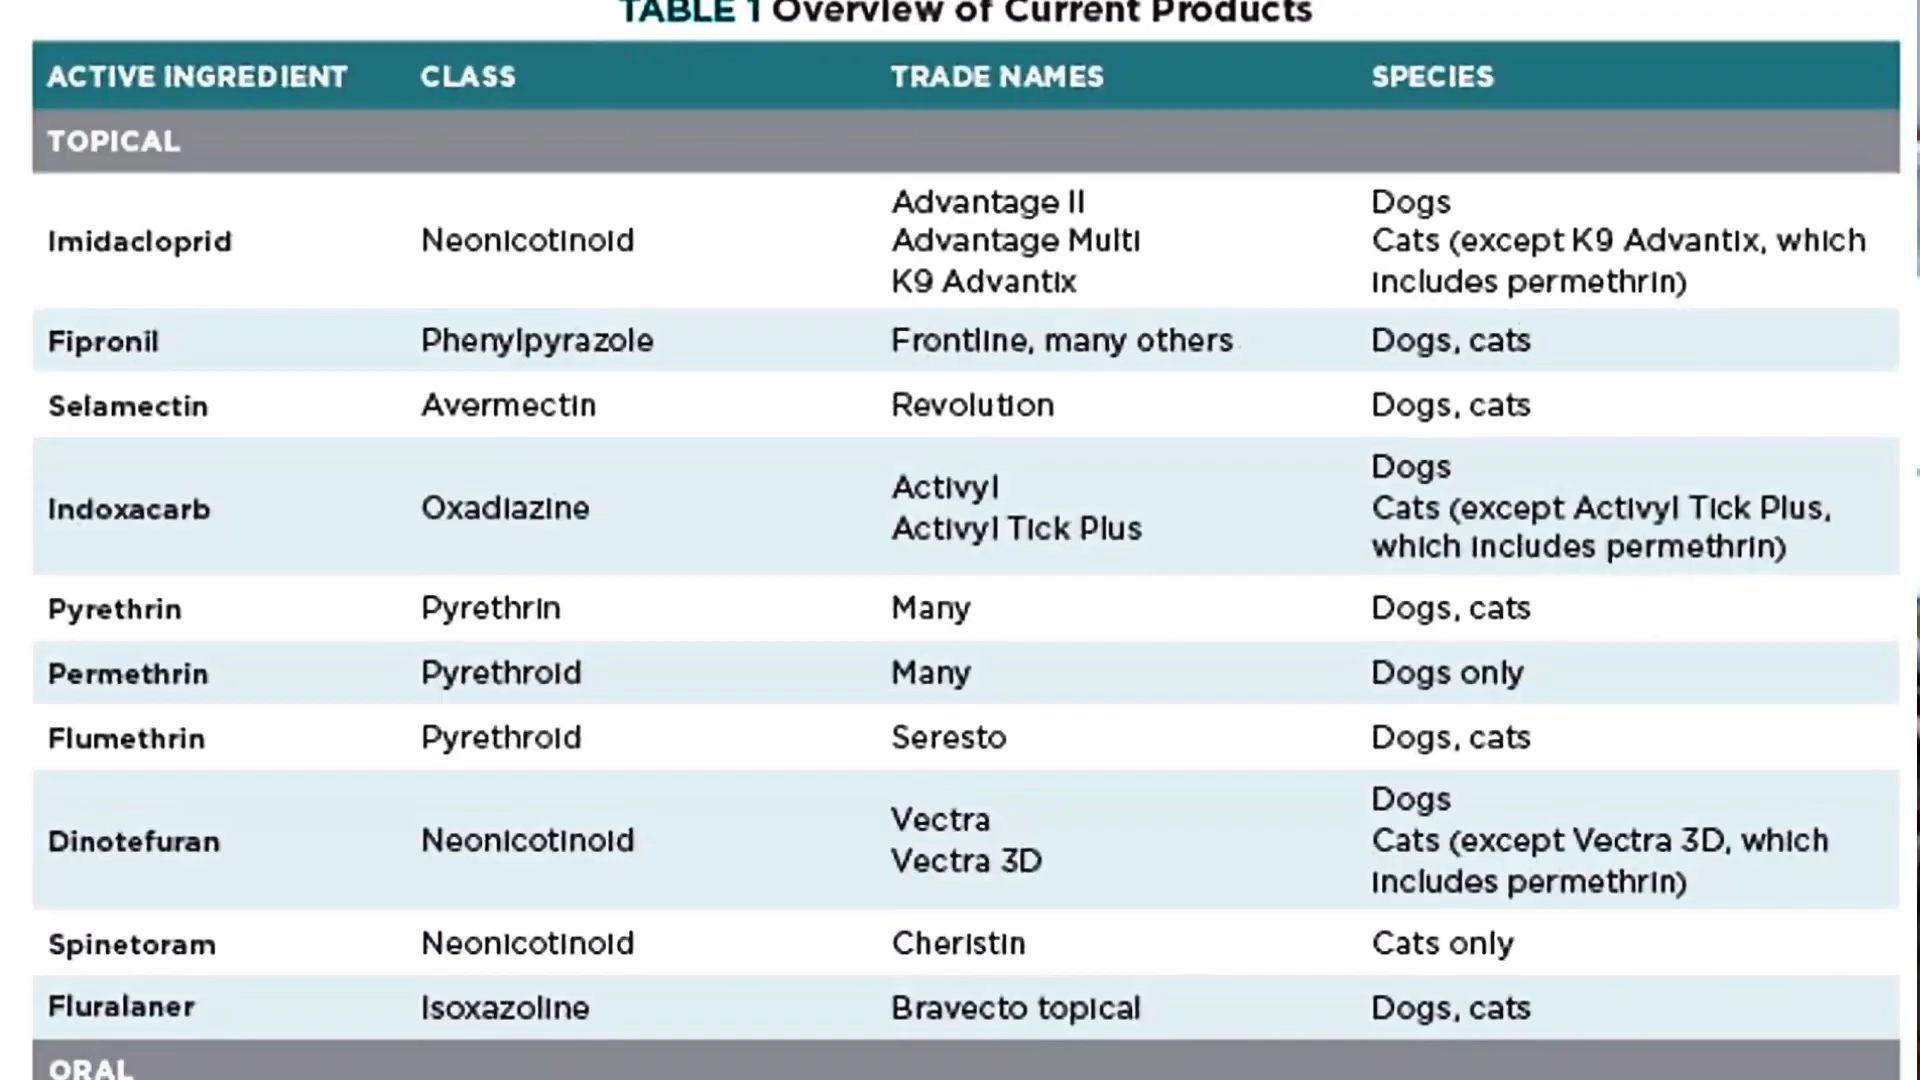 TABLE 1 Overview of Current Products
ACTIVE INGREDIENT CLASS TRADE NAMES SPECIES
TOPICAL
Imidacloprid Neonicotinoid Advantage II Dogs
Advantage Multi Cats (except K9 Advantix, which
K9 Advantix includes permethrin)
Fipronil Phenylpyrazole Frontline, many others Dogs, cats
Selamectin Avermectin Revolution Dogs, cats
Indoxacarb Oxadiazine Activyl Dogs
Activyl Tick Plus Cats (except Activyl Tick Plus,
which includes permethrin)
Pyrethrin Pyrethrin Many Dogs, cats
Permethrin Pyrethroid Many Dogs only
Flumethrin Pyrethroid Seresto Dogs, cats
Dinotefuran Neonicotinoid Vectra Dogs
Vectra 3D Cats (except Vectra 3D, which
includes permethrin)
Spinetoram Neonicotinoid Cheristin Cats only
Fluralaner Isoxazoline Bravecto topical Dogs, cats
ORAL